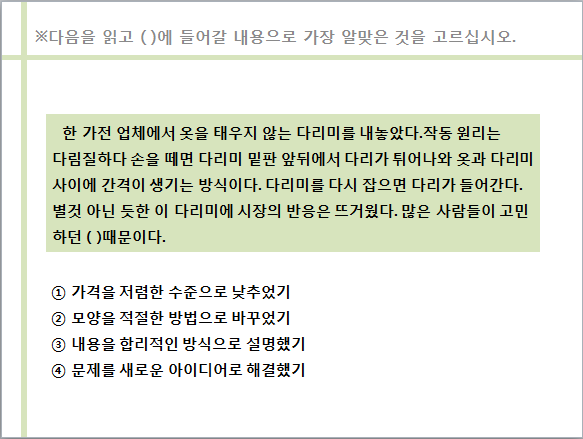 ※다음을 읽고 ( )에 들어갈 내용으로 가장 알맞은 것을 고르십시오.
한 가전 업체에서 옷을 태우지 않는 다리미를 내놓았다.작동 원리는
다림질하다 손을 떼면 다리미 밑판 앞뒤에서 다리가 튀어나와 옷과 다리미
사이에 간격이 생기는 방식이다. 다리미를 다시 잡으면 다리가 들어간다.
별것 아닌 듯한 이 다리미에 시장의 반응은 뜨거웠다. 많은 사람들이 고민
하던 ( )때문이다.
① 가격을 저렴한 수준으로 낮추었기
② 모양을 적절한 방법으로 바꾸었기
③ 내용을 합리적인 방식으로 설명했기
④ 문제를 새로운 아이디어로 해결했기